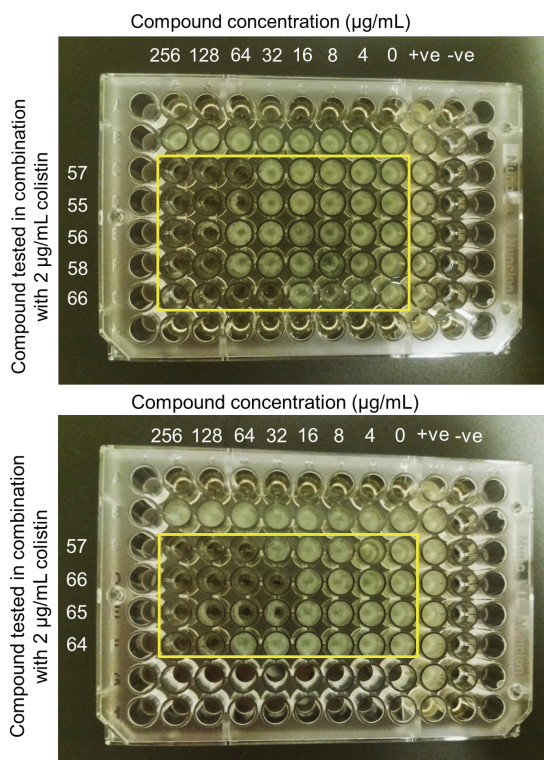 Compound concentration (µg/mL)
256 128 64 32 16 8 4 0 +ve -ve
Compound tested in combination
with 2 µg/mL colistin
57
55
56
58
66
Compound concentration (µg/mL)
256 128 64 32 16 8 4 0 +ve -ve
Compound tested in combination
with 2 µg/mL colistin
57
66
65
64